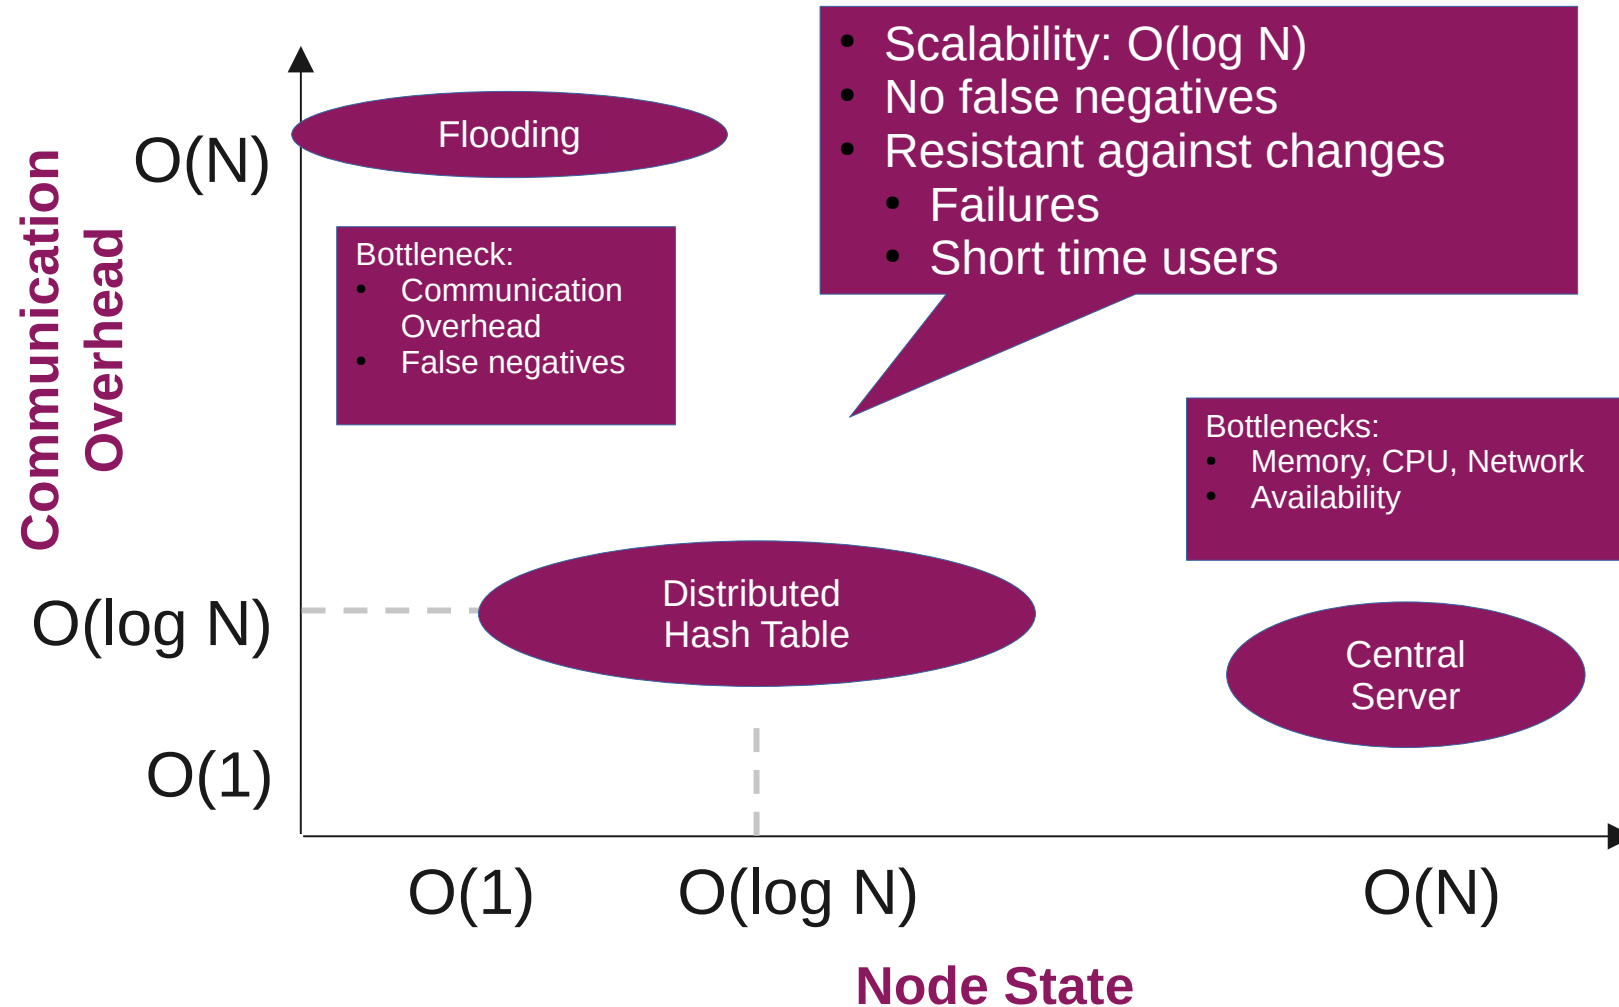 Communication
Overhead
O(N)
Flooding
Bottleneck:
• Communication
Overhead
• False negatives
• Scalability: O(log N)
• No false negatives
• Resistant against changes
• Failures
• Short time users
Bottlenecks:
• Memory, CPU, Network
• Availability
O(log N)
Distributed
Hash Table
Central
Server
O(1)
O(1)
O(log N)
O(N)
Node State